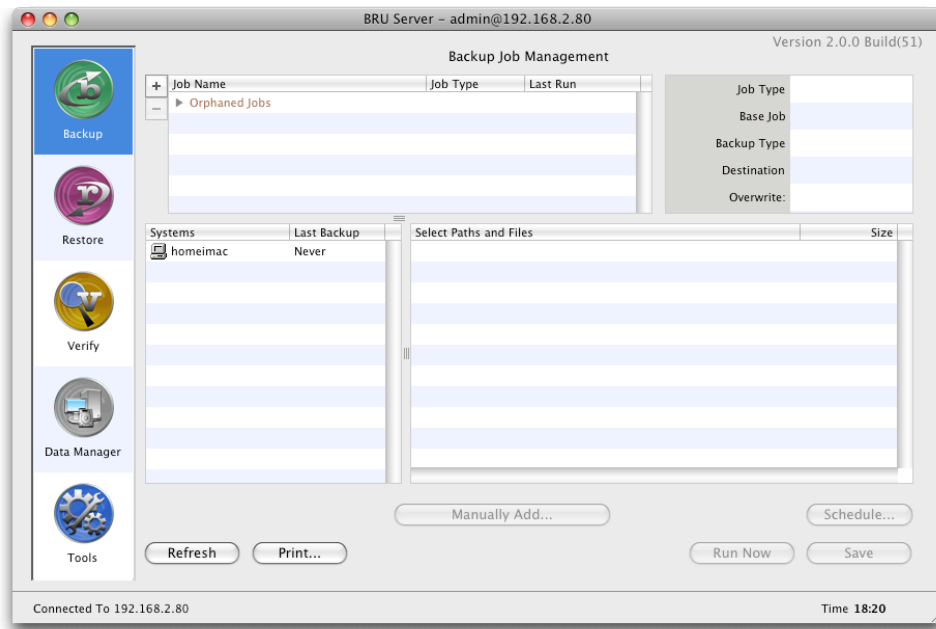 BRU Server – admin@192.168.2.80
Version 2.0.0 Build(51)
Backup Job Management
Backup
Restore
Verify
Data Manager
Tools
+
−
Job Name Job Type Last Run
Orphaned Jobs
Job Type
Base Job
Backup Type
Destination
Overwrite:
Systems Last Backup
homeimac Never
Select Paths and Files Size
Manually Add... Schedule...
Refresh Print... Run Now Save
Connected To 192.168.2.80 Time 18:20